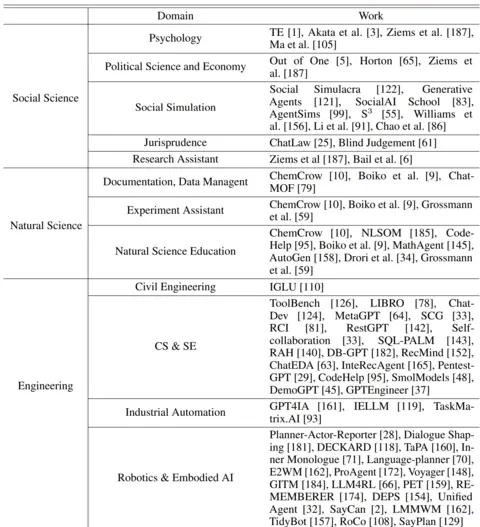 Domain Work
Psychology
TE [1], Akata et al. [3], Ziems et al. [187],
Ma et al. [105]
Political Science and Economy
Out of One [5], Horton [65], Ziems et
al. [187]
Social Science
Social Simulation
Social Simulacra [122], Generative
Agents [121], SocialAI School [83],
AgentSims [99], S³ [55], Williams et
al. [156], Li et al. [91], Chao et al. [86]
Jurisprudence ChatLaw [25], Blind Judgement [61]
Research Assistant Ziems et al [187], Bail et al. [6]
Natural Science
Documentation, Data Managent
ChemCrow [10], Boiko et al. [9], Chat-
MOF [79]
Experiment Assistant
ChemCrow [10], Boiko et al. [9], Grossmann
et al. [59]
Natural Science Education
ChemCrow [10], NLSOM [185], Code-
Help [95], Boiko et al. [9], MathAgent [145],
AutoGen [158], Drori et al. [34], Grossmann
et al. [59]
Engineering
Civil Engineering IGLU [110]
CS & SE
ToolBench [126], LIBRO [78], Chat-
Dev [124], MetaGPT [64], SCG [33],
RCI [81], RestGPT [142], Self-
collaboration [33], SQL-PALM [143],
RAH [140], DB-GPT [182], RecMind [152],
ChatEDA [63], InteRecAgent [165], Pentest-
GPT [29], CodeHelp [95], SmolModels [48],
DemoGPT [45], GPTEngineer [37]
Industrial Automation
GPT4IA [161], IELLM [119], TaskMa-
trix.AI [93]
Robotics & Embodied AI
Planner-Actor-Reporter [28], Dialogue Shap-
ing [181], DECKARD [118], TaPA [160], In-
ner Monologue [71], Language-planner [70],
E2WM [162], ProAgent [172], Voyager [148],
GITM [184], LLM4RL [66], PET [159], RE-
MEMBERER [174], DEPS [154], Unified
Agent [32], SayCan [2], LMMWM [162],
TidyBot [157], RoCo [108], SayPlan [129]